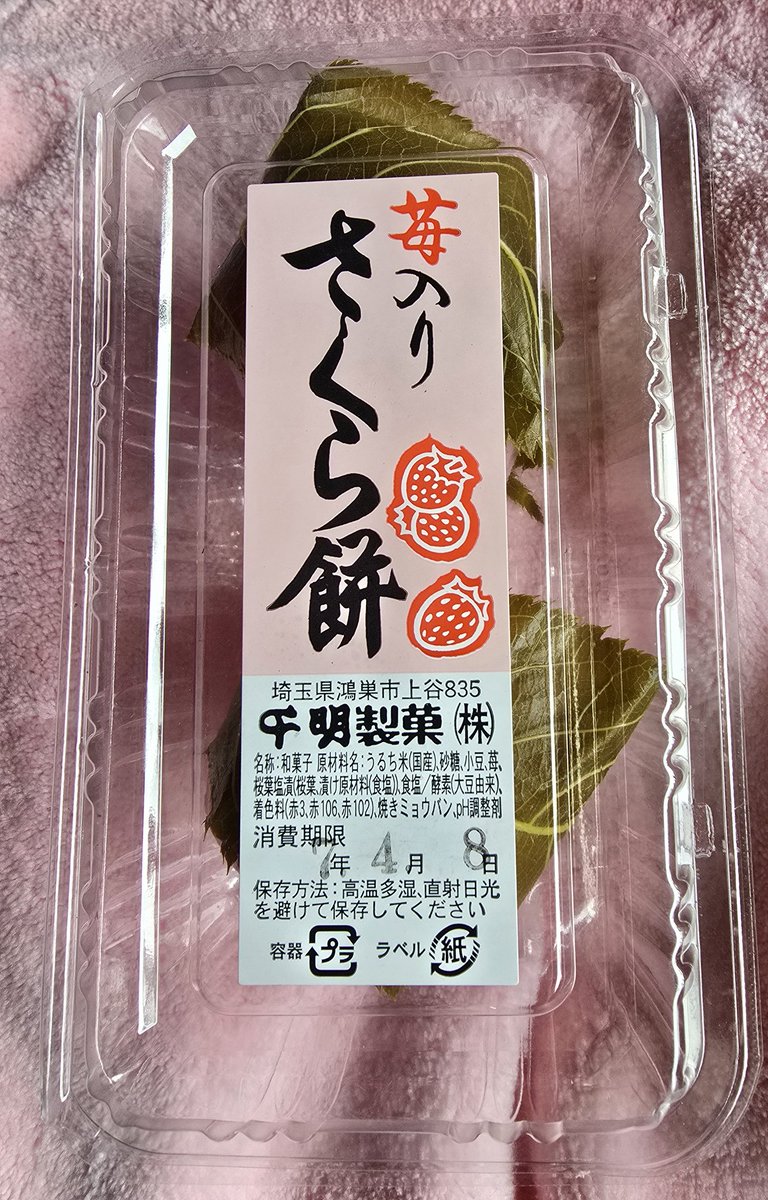 苺入り
さくら餅
埼玉県鴻巣市上谷835
千明製菓(株)
名称:和菓子 原材料名:うるち米(国産)、砂糖、小豆、苺、
桜葉塩漬(桜葉、漬け原材料(食塩))、食塩/酵素(大豆由来)、
着色料(赤3、赤106、赤102)、焼きミョウバン、pH調整剤
消費期限
7年 4月 8日
保存方法:高温多湿、直射日光
を避けて保存してください
容器 プラ ラベル 紙